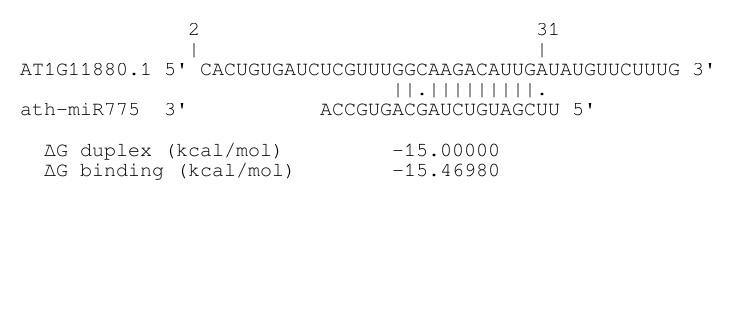 2 31
| |
AT1G11880.1 5' CACUGUGAUCUCGUUUGGCAAGACAUUGAUAUGUUCUUUG 3'
||.|||||||||.
ath-miR775 3' ACCGUGACGAUCUGUAGCUU 5'
ΔG duplex (kcal/mol) -15.00000
ΔG binding (kcal/mol) -15.46980